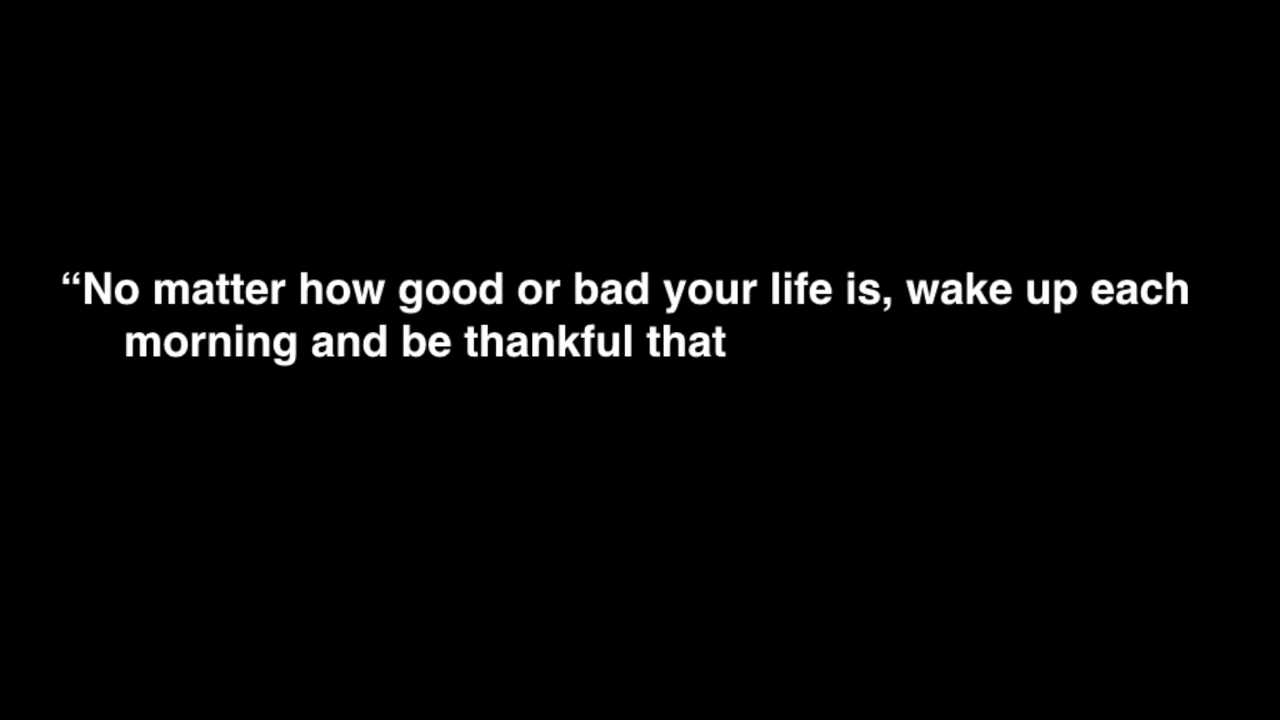 “No matter how good or bad your life is, wake up each
morning and be thankful that